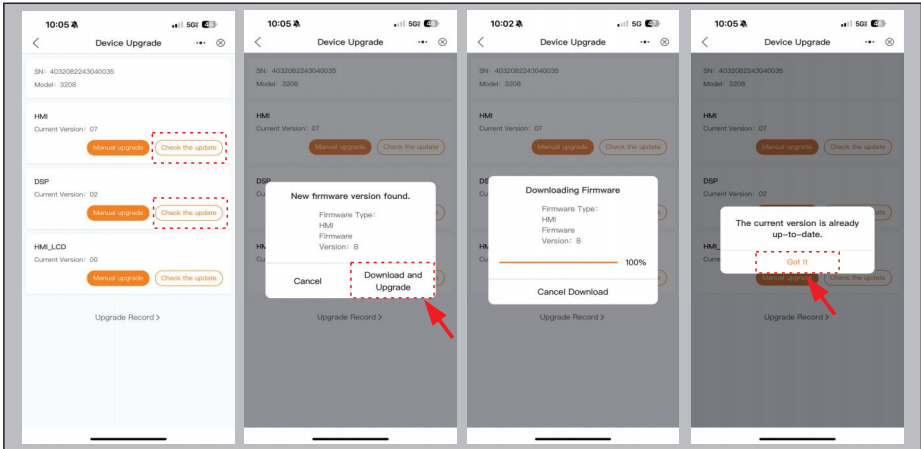 10:05
5G
Device Upgrade
SN: 4032082243040035
Model: 3208
HMI
Current Version: 07
Manual upgrade
Check the update
DSP
Current Version: 02
Manual upgrade
Check the update
HMI_LCD
Current Version: 00
Manual upgrade
Check the update
Upgrade Record >
10:05
5G
Device Upgrade
SN: 4032082243040035
Model: 3208
HMI
Current Version: 07
Manual upgrade
Check the update
DSP
New firmware version found.
Firmware Type:
HMI
Firmware
Version: 8
Cancel
Download and
Upgrade
Upgrade Record >
10:02
5G
Device Upgrade
SN: 4032082243040035
Model: 3208
HMI
Current Version: 07
Manual upgrade
Check the update
Downloading Firmware
Firmware Type:
HMI
Firmware
Version: 8
100%
Cancel Download
Upgrade Record >
10:05
5G
Device Upgrade
SN: 4032082243040035
Model: 3208
HMI
Current Version: 07
Manual upgrade
Check the update
DSP
Current Version: 02
The current version is already
up-to-date.
Got it
HMI_
Manual upgrade
Check the update
Upgrade Record >